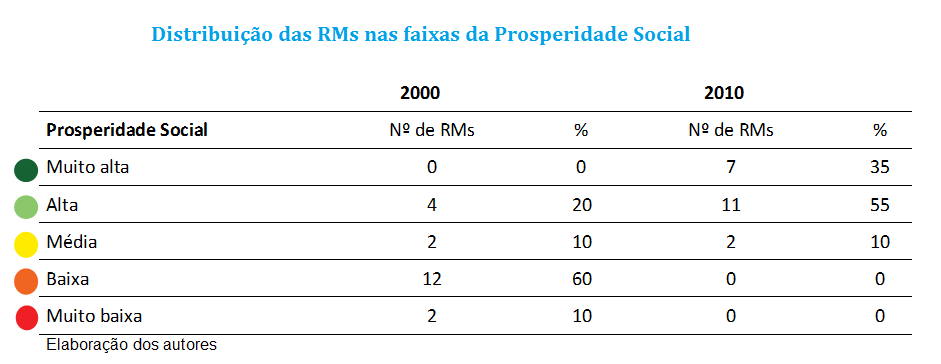 Distribuição das RMs nas faixas da Prosperidade Social
2000 2010
Prosperidade Social Nº de RMs % Nº de RMs %
Muito alta 0 0 7 35
Alta 4 20 11 55
Média 2 10 2 10
Baixa 12 60 0 0
Muito baixa 2 10 0 0
Elaboração dos autores